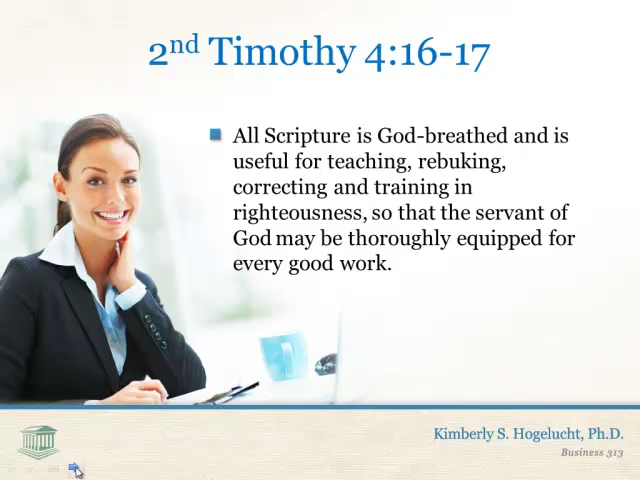 2nd Timothy 4:16-17
All Scripture is God-breathed and is
useful for teaching, rebuking,
correcting and training in
righteousness, so that the servant of
God may be thoroughly equipped for
every good work.
Kimberly S. Hogelucht, Ph.D.
Business 313